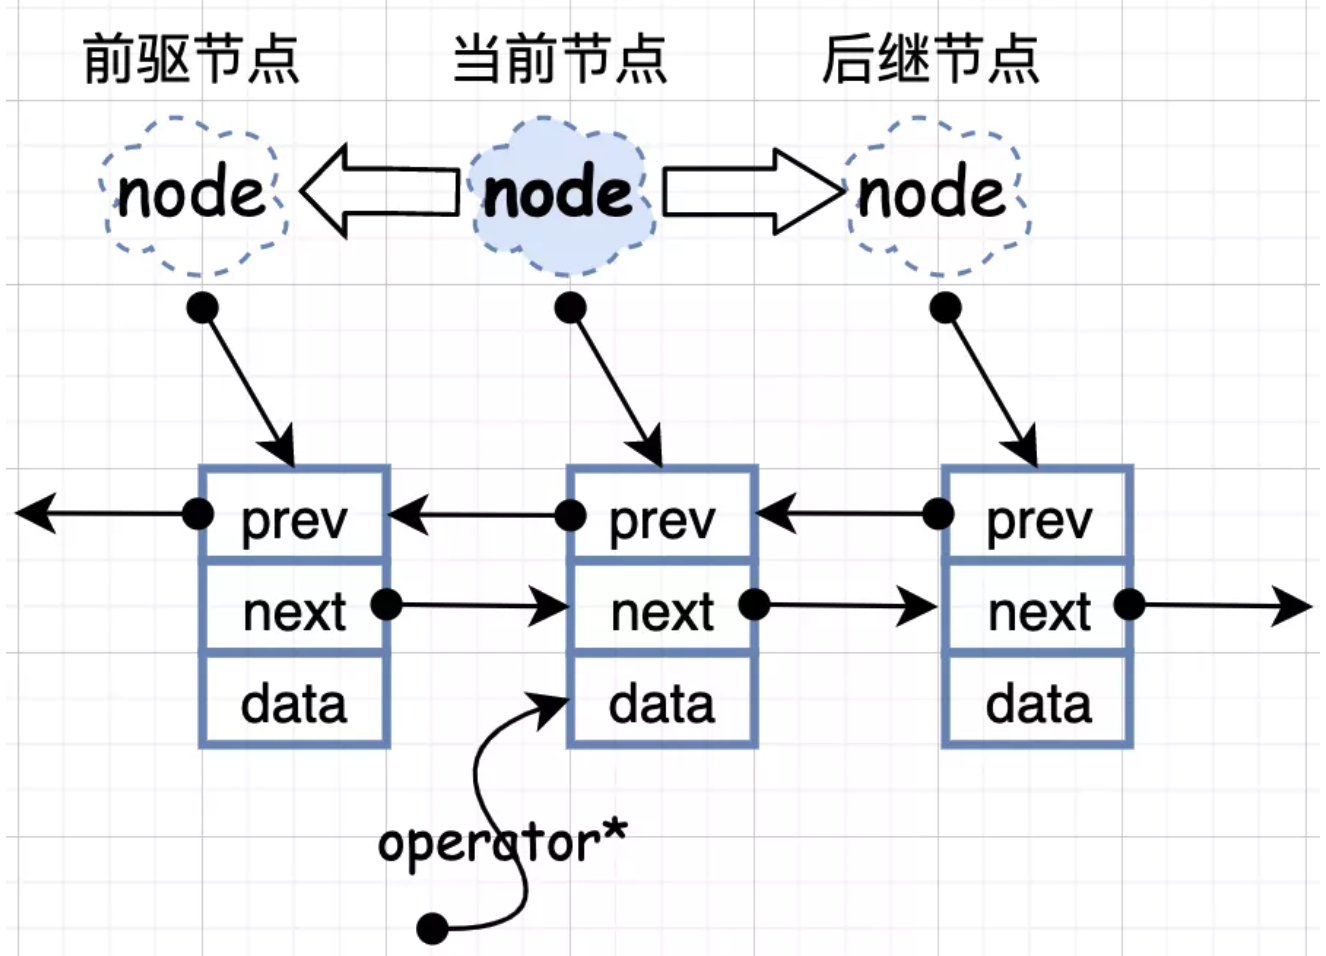 前驱节点 当前节点 后继节点
node node node
prev prev prev
next next next
data data data
operator*